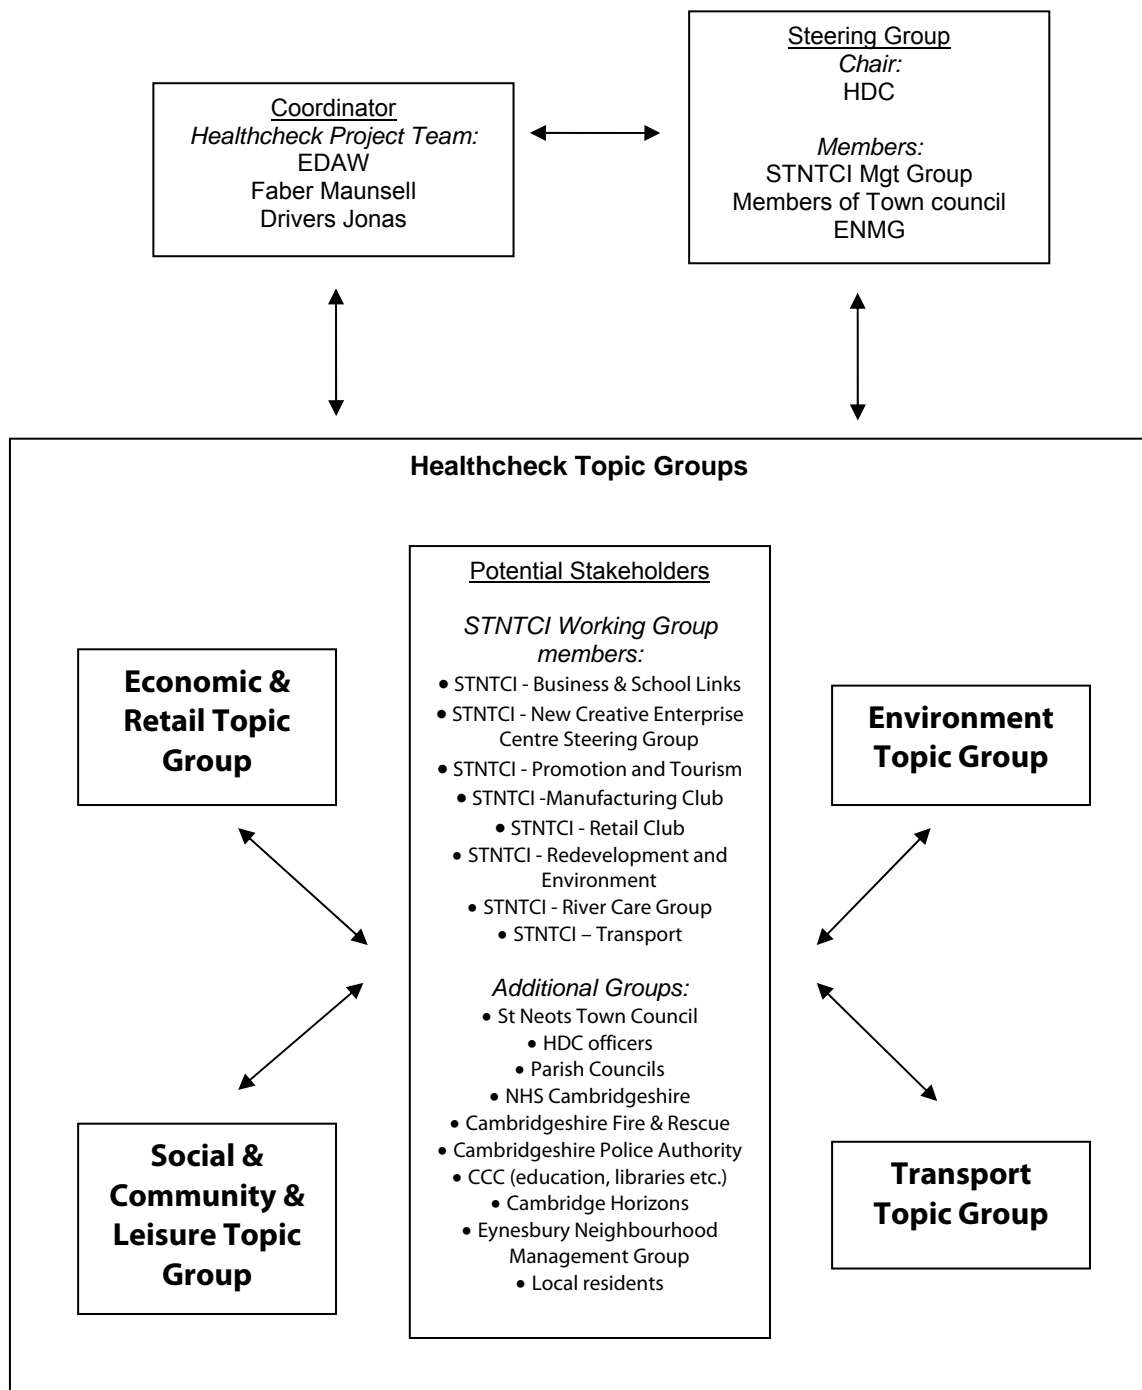 Steering Group
Chair:
HDC
Members:
STNTCI Mgt Group
Members of Town council
ENMG
Coordinator
Healthcheck Project Team:
EDAW
Faber Maunsell
Drivers Jonas
Healthcheck Topic Groups
Potential Stakeholders
STNTCI Working Group
members:
• STNTCI - Business & School Links
• STNTCI - New Creative Enterprise
Centre Steering Group
• STNTCI - Promotion and Tourism
• STNTCI -Manufacturing Club
• STNTCI - Retail Club
• STNTCI - Redevelopment and
Environment
• STNTCI - River Care Group
• STNTCI – Transport
Additional Groups:
• St Neots Town Council
• HDC officers
• Parish Councils
• NHS Cambridgeshire
• Cambridgeshire Fire & Rescue
• Cambridgeshire Police Authority
• CCC (education, libraries etc.)
• Cambridge Horizons
• Eynesbury Neighbourhood
Management Group
• Local residents
Economic &
Retail Topic
Group
Environment
Topic Group
Social &
Community &
Leisure Topic
Group
Transport
Topic Group